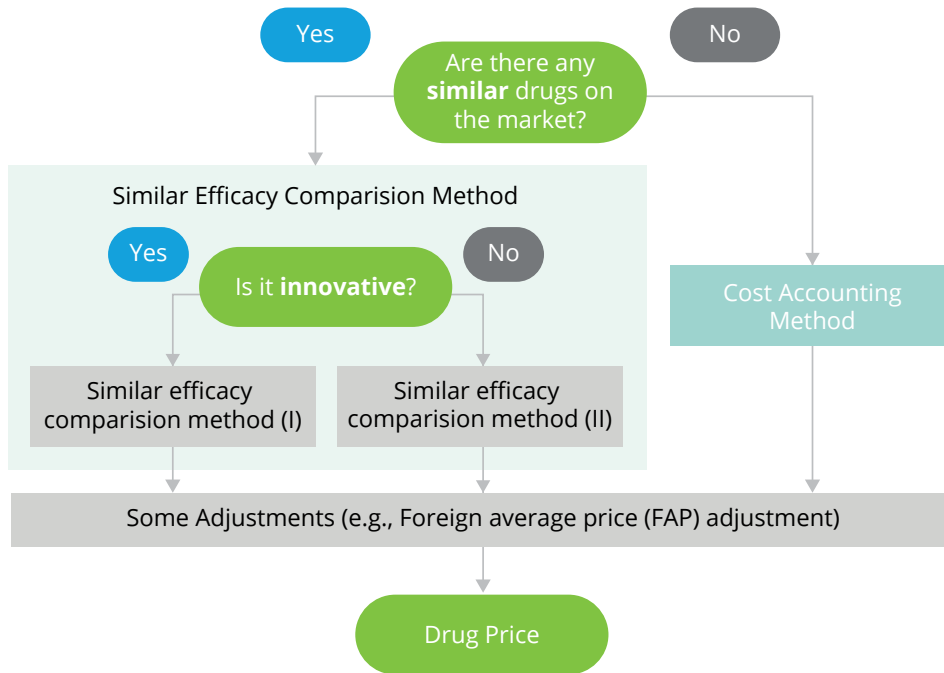 Yes
No
Are there any
similar drugs on
the market?
Similar Efficacy Comparision Method
Yes
No
Is it innovative?
Cost Accounting
Method
Similar efficacy
comparision method (I)
Similar efficacy
comparision method (II)
Some Adjustments (e.g., Foreign average price (FAP) adjustment)
Drug Price